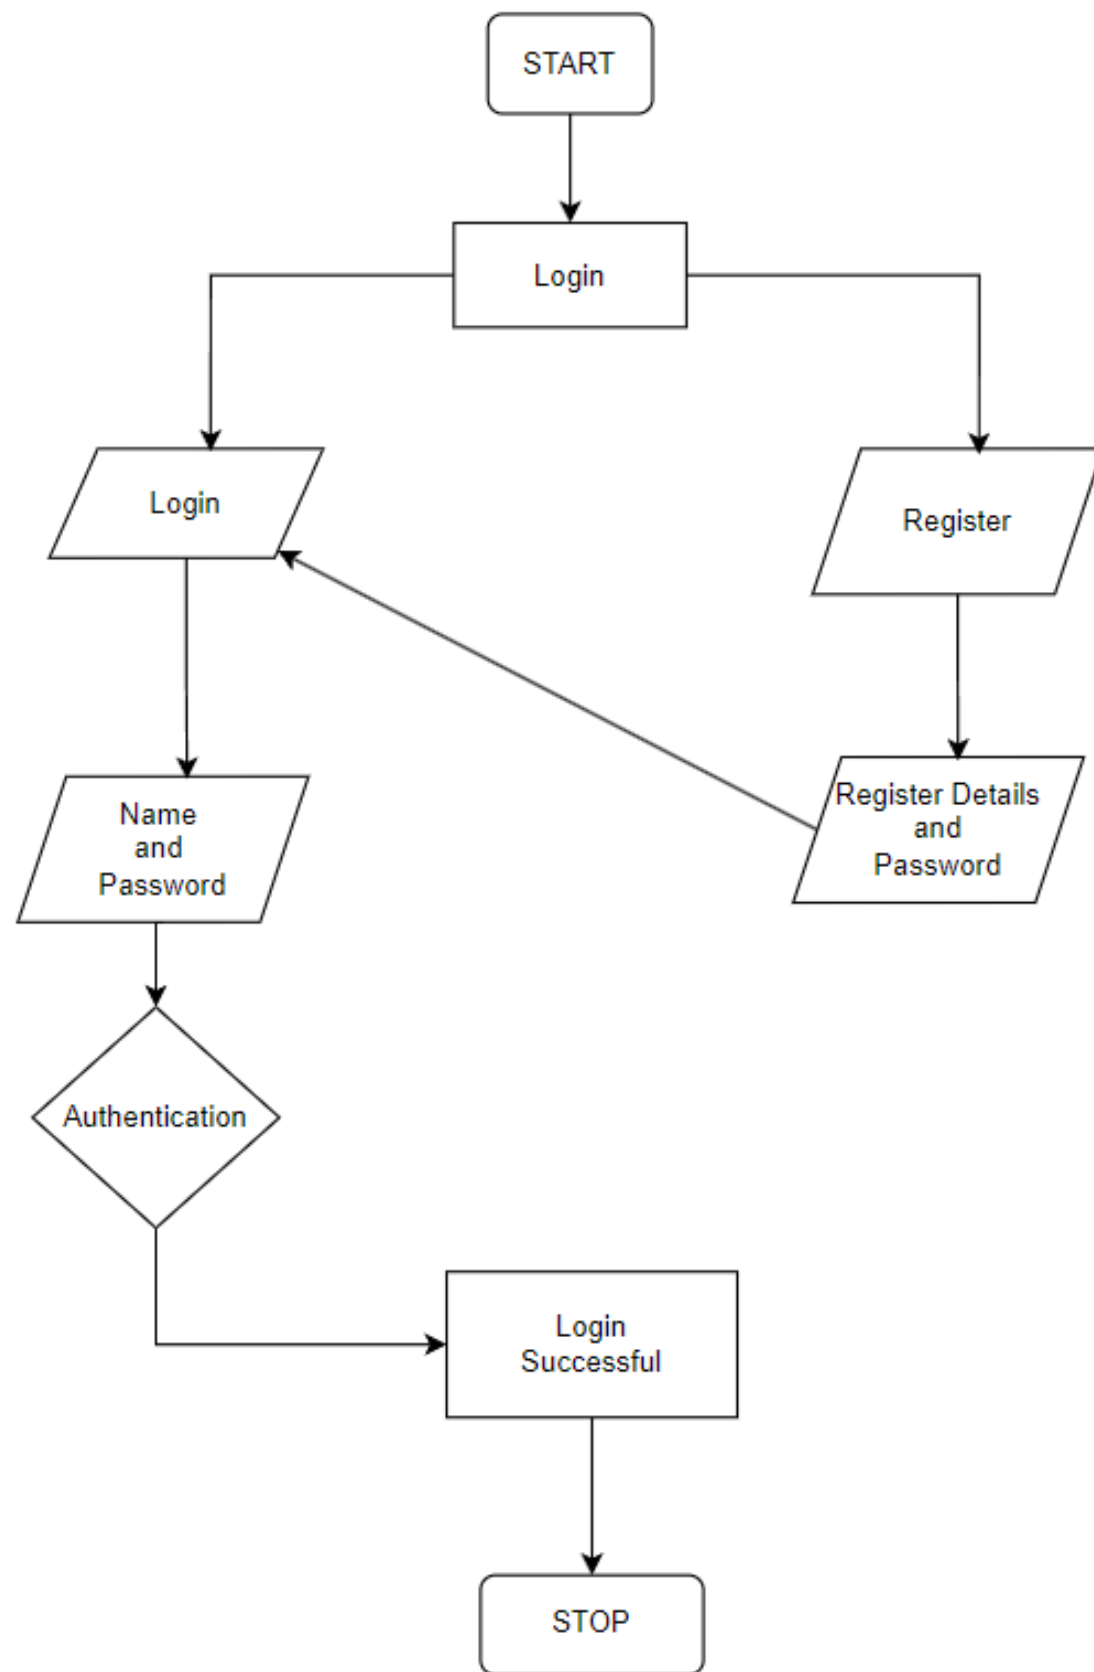 START
Login
Login
Register
Name
and
Password
Register Details
and
Password
Authentication
Login
Successful
STOP